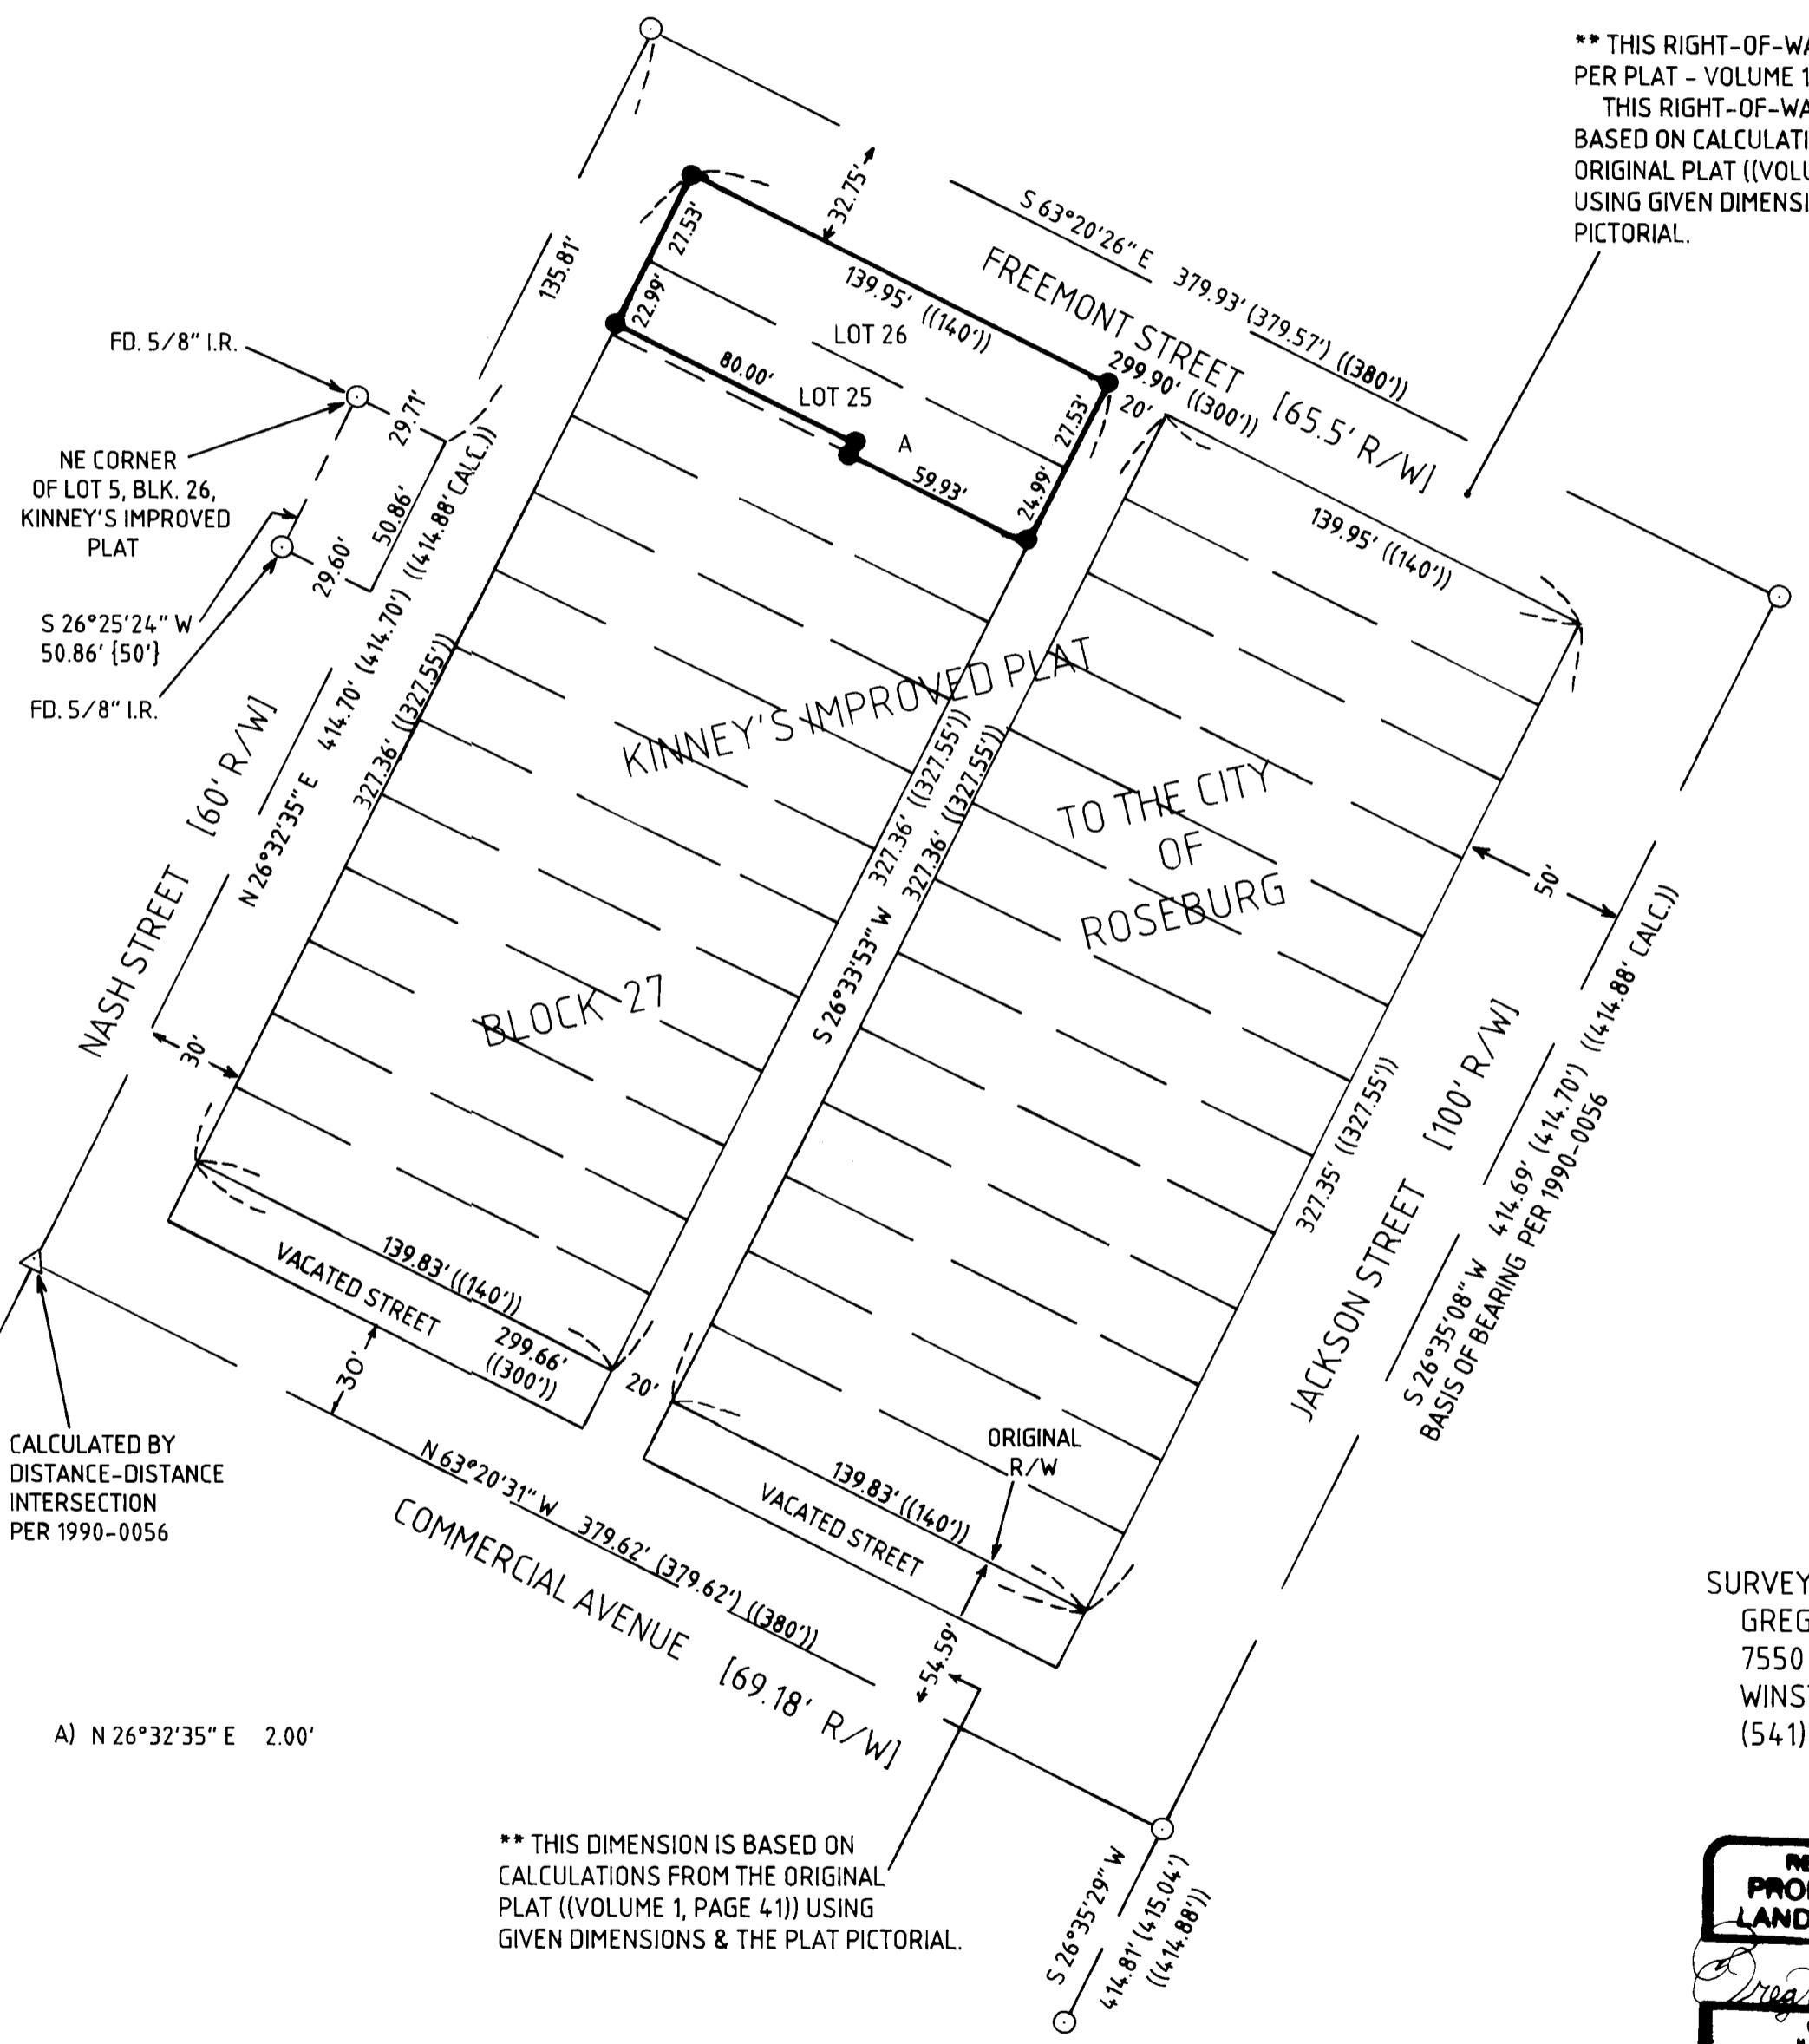 ** THIS RIGHT-OF-WA
PER PLAT - VOLUME 1
THIS RIGHT-OF-WA
BASED ON CALCULATI
ORIGINAL PLAT ((VOLU
USING GIVEN DIMENSI
PICTORIAL.
32.75'
S 63°20'26" E 379.93' (379.57') ((380'))
FREEMONT STREET [65.5' R/W]
27.53'
22.99'
139.95' ((140'))
LOT 26
80.00'
LOT 25
A
59.93'
27.53'
24.99'
299.90' ((300'))
20'
139.95' ((140'))
135.81'
FD. 5/8" I.R.
29.71'
NE CORNER
OF LOT 5, BLK. 26,
KINNEY'S IMPROVED
PLAT
50.86'
29.60'
S 26°25'24" W
50.86' {50'}
FD. 5/8" I.R.
NASH STREET [60' R/W]
N 26°32'35" E 414.70' (414.70') ((414.88' CALC.))
327.36' ((327.55'))
KINNEY'S IMPROVED PLAT
TO THE CITY
OF
ROSEBURG
BLOCK 27
S 26°33'53" W 327.36' ((327.55'))
327.36' ((327.55'))
50'
327.35' ((327.55'))
JACKSON STREET [100' R/W]
S 26°35'08" W 414.69' (414.70') ((414.88' CALC.))
BASIS OF BEARING PER 1990-0056
30'
139.83' ((140'))
VACATED STREET
299.66'
((300'))
20'
30'
CALCULATED BY
DISTANCE-DISTANCE
INTERSECTION
PER 1990-0056
ORIGINAL
R/W
139.83' ((140'))
VACATED STREET
N 63°20'31" W 379.62' (379.62') ((380'))
COMMERCIAL AVENUE [69.18' R/W]
54.59'
A) N 26°32'35" E 2.00'
** THIS DIMENSION IS BASED ON
CALCULATIONS FROM THE ORIGINAL
PLAT ((VOLUME 1, PAGE 41)) USING
GIVEN DIMENSIONS & THE PLAT PICTORIAL.
S 26°35'29" W
414.81' (415.04')
((414.88'))
SURVEY
GREG
7550
WINST
(541)
RE
PROF
LAND
Greg